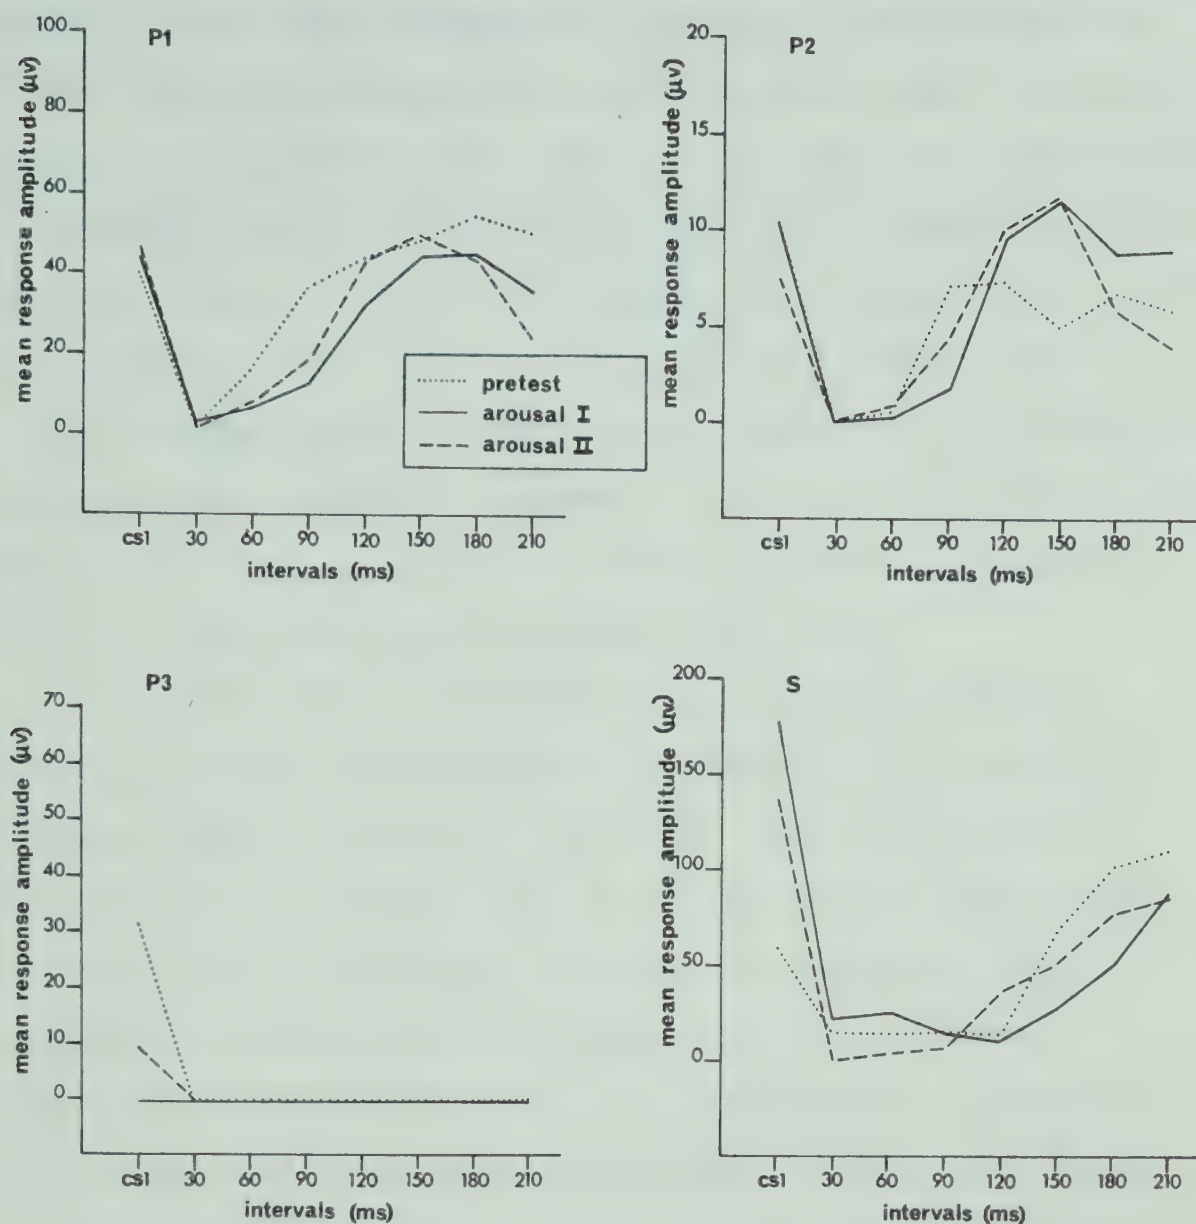 P1
mean response amplitude (μv)
100
80
60
40
20
0
cs1 30 60 90 120 150 180 210
intervals (ms)
pretest
arousal I
arousal II
P2
mean response amplitude (μv)
20
15
10
5
0
cs1 30 60 90 120 150 180 210
intervals (ms)
P3
mean response amplitude (μv)
70
60
50
40
30
20
10
0
cs1 30 60 90 120 150 180 210
intervals (ms)
S
mean response amplitude (μv)
200
150
100
50
0
cs1 30 60 90 120 150 180 210
intervals (ms)